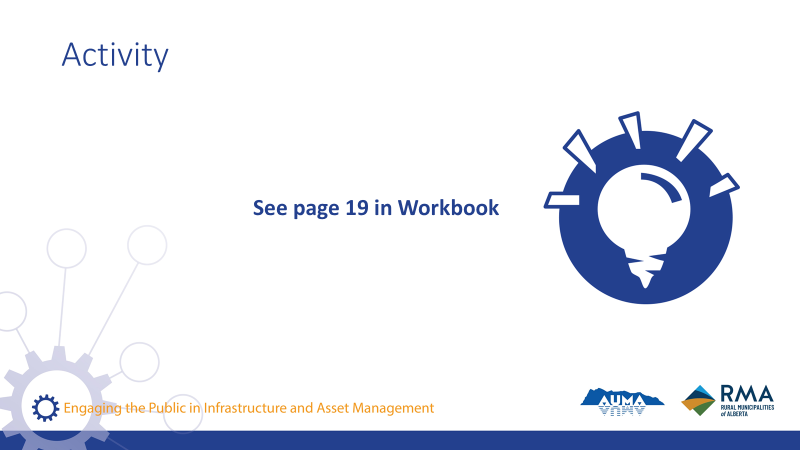 Activity
See page 19 in Workbook
Engaging the Public in Infrastructure and Asset Management
AUMA
RMA
RURAL MUNICIPALITIES
of ALBERTA